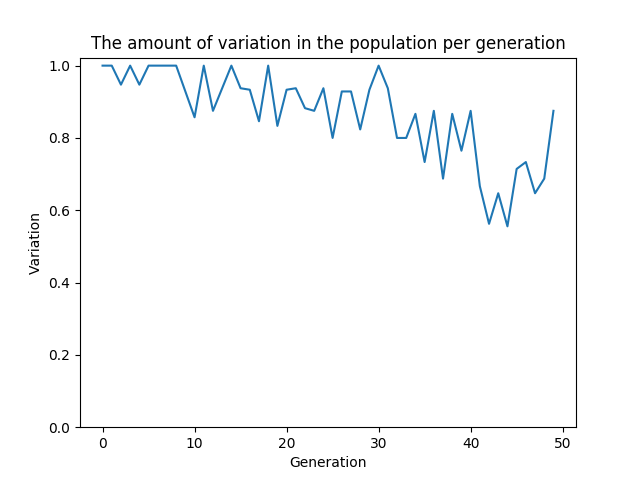 The amount of variation in the population per generation
1.0
0.8
0.6
0.4
0.2
0.0
Variation
0 10 20 30 40 50
Generation